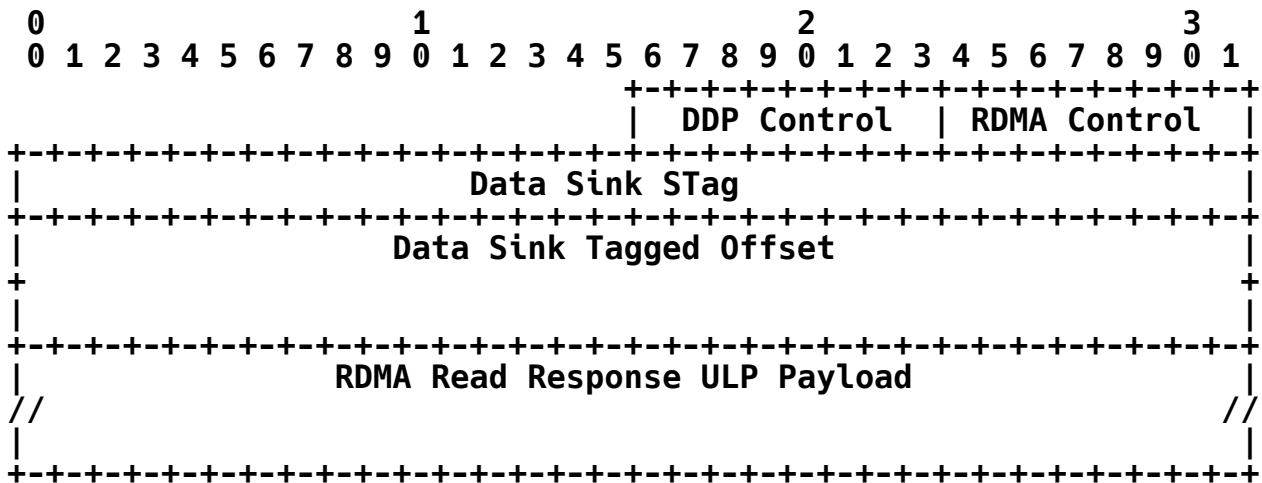 0                   1                   2                   3
 0 1 2 3 4 5 6 7 8 9 0 1 2 3 4 5 6 7 8 9 0 1 2 3 4 5 6 7 8 9 0 1
                                +-+-+-+-+-+-+-+-+-+-+-+-+-+-+-+-+
                                |  DDP Control  | RDMA Control  |
+-+-+-+-+-+-+-+-+-+-+-+-+-+-+-+-+-+-+-+-+-+-+-+-+-+-+-+-+-+-+-+-+
|                       Data Sink STag                          |
+-+-+-+-+-+-+-+-+-+-+-+-+-+-+-+-+-+-+-+-+-+-+-+-+-+-+-+-+-+-+-+-+
|                   Data Sink Tagged Offset                     |
+                                                               +
|                                                               |
+-+-+-+-+-+-+-+-+-+-+-+-+-+-+-+-+-+-+-+-+-+-+-+-+-+-+-+-+-+-+-+-+
|                RDMA Read Response ULP Payload                 |
//                                                             //
|                                                               |
+-+-+-+-+-+-+-+-+-+-+-+-+-+-+-+-+-+-+-+-+-+-+-+-+-+-+-+-+-+-+-+-+